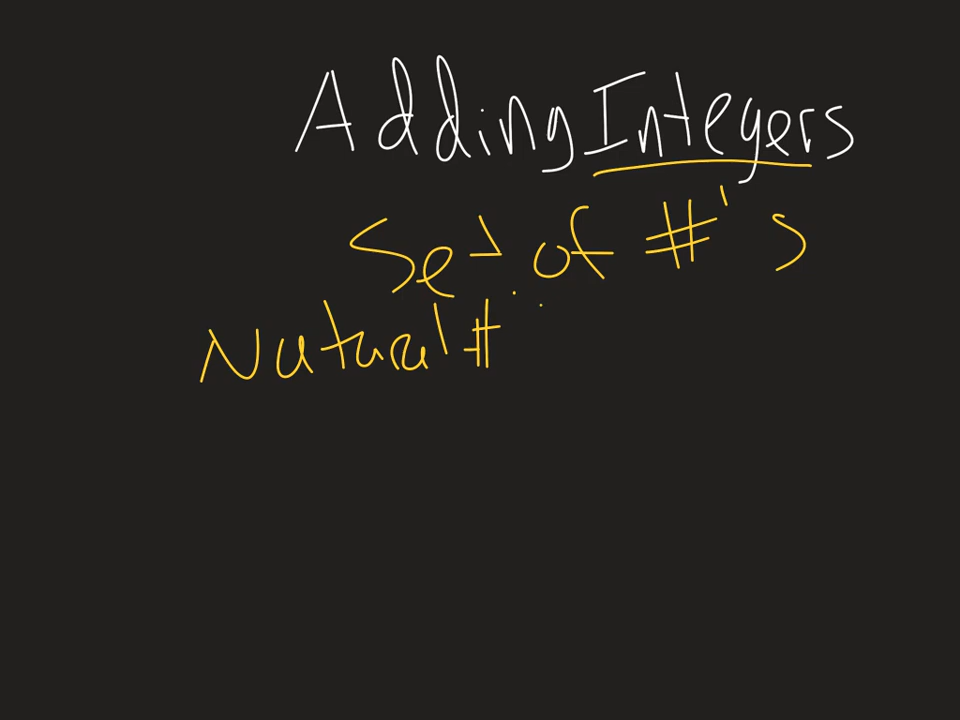 Adding Integers
Set of #'s
Natural #